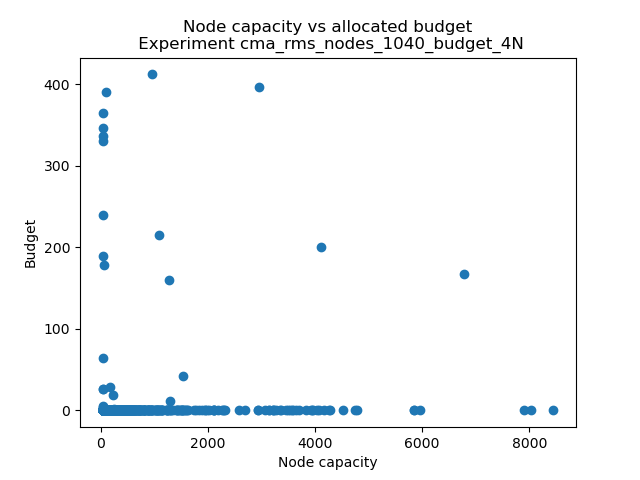 Node capacity vs allocated budget
Experiment cma_rms_nodes_1040_budget_4N
Budget
400
300
200
100
0
0 2000 4000 6000 8000
Node capacity